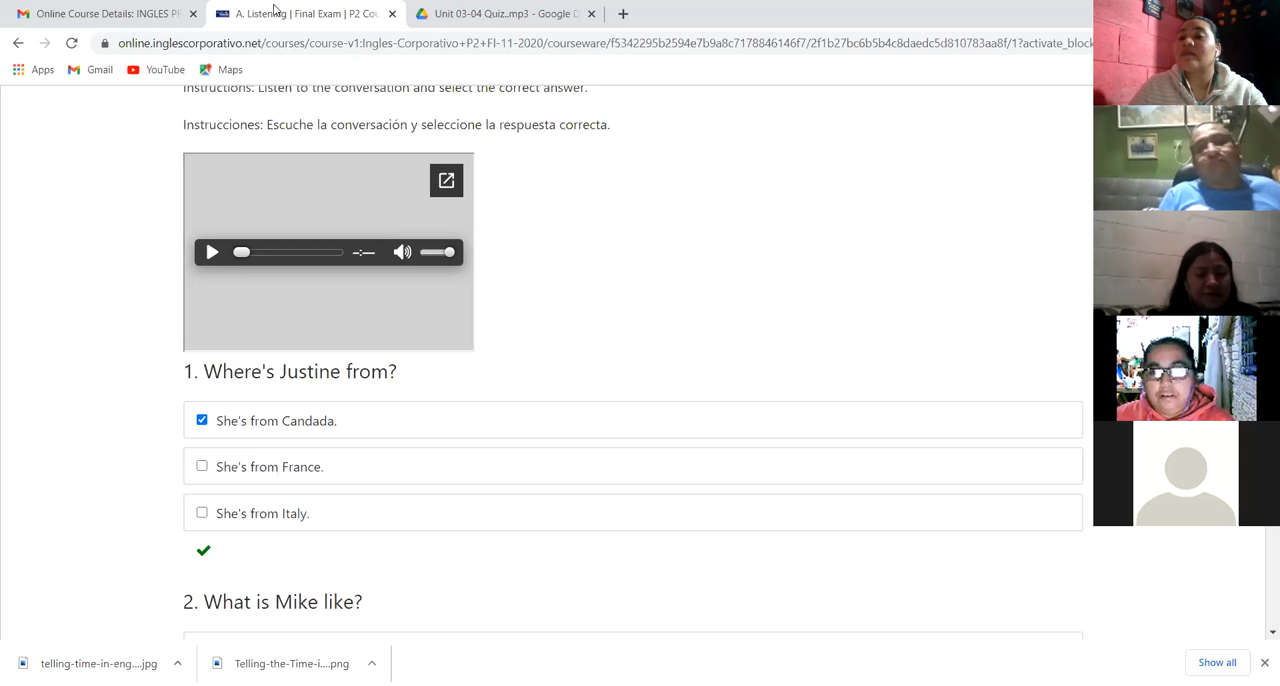 Online Course Details: INGLES PF
A. Listening | Final Exam | P2 Cou
Unit 03-04 Quiz..mp3 - Google D
online.inglescorporativo.net/courses/course-v1:Ingles-Corporativo+P2+FI-11-2020/courseware/f5342295b2594e7b9a8c7178846146f7/2f1b27bc6b5b4c8daedc5d810783aa8f/1?activate_block
Apps
Gmail
YouTube
Maps
Instructions: Listen to the conversation and select the correct answer.
Instrucciones: Escuche la conversación y seleccione la respuesta correcta.
-:--
1. Where's Justine from?
She's from Candada.
She's from France.
She's from Italy.
2. What is Mike like?
telling-time-in-eng....jpg
Telling-the-Time-i....png
Show all